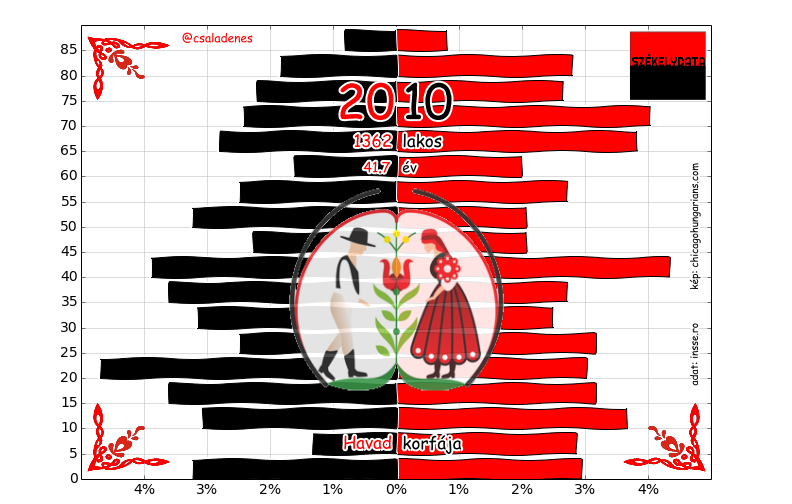 @csaladenes
SZÉKELYDATA
2010
1362 lakos
41.7 év
kép: chicagohungarians.com
adat: insse.ro
Havad korfája
85
80
75
70
65
60
55
50
45
40
35
30
25
20
15
10
5
0
4% 3% 2% 1% 0% 1% 2% 3% 4%